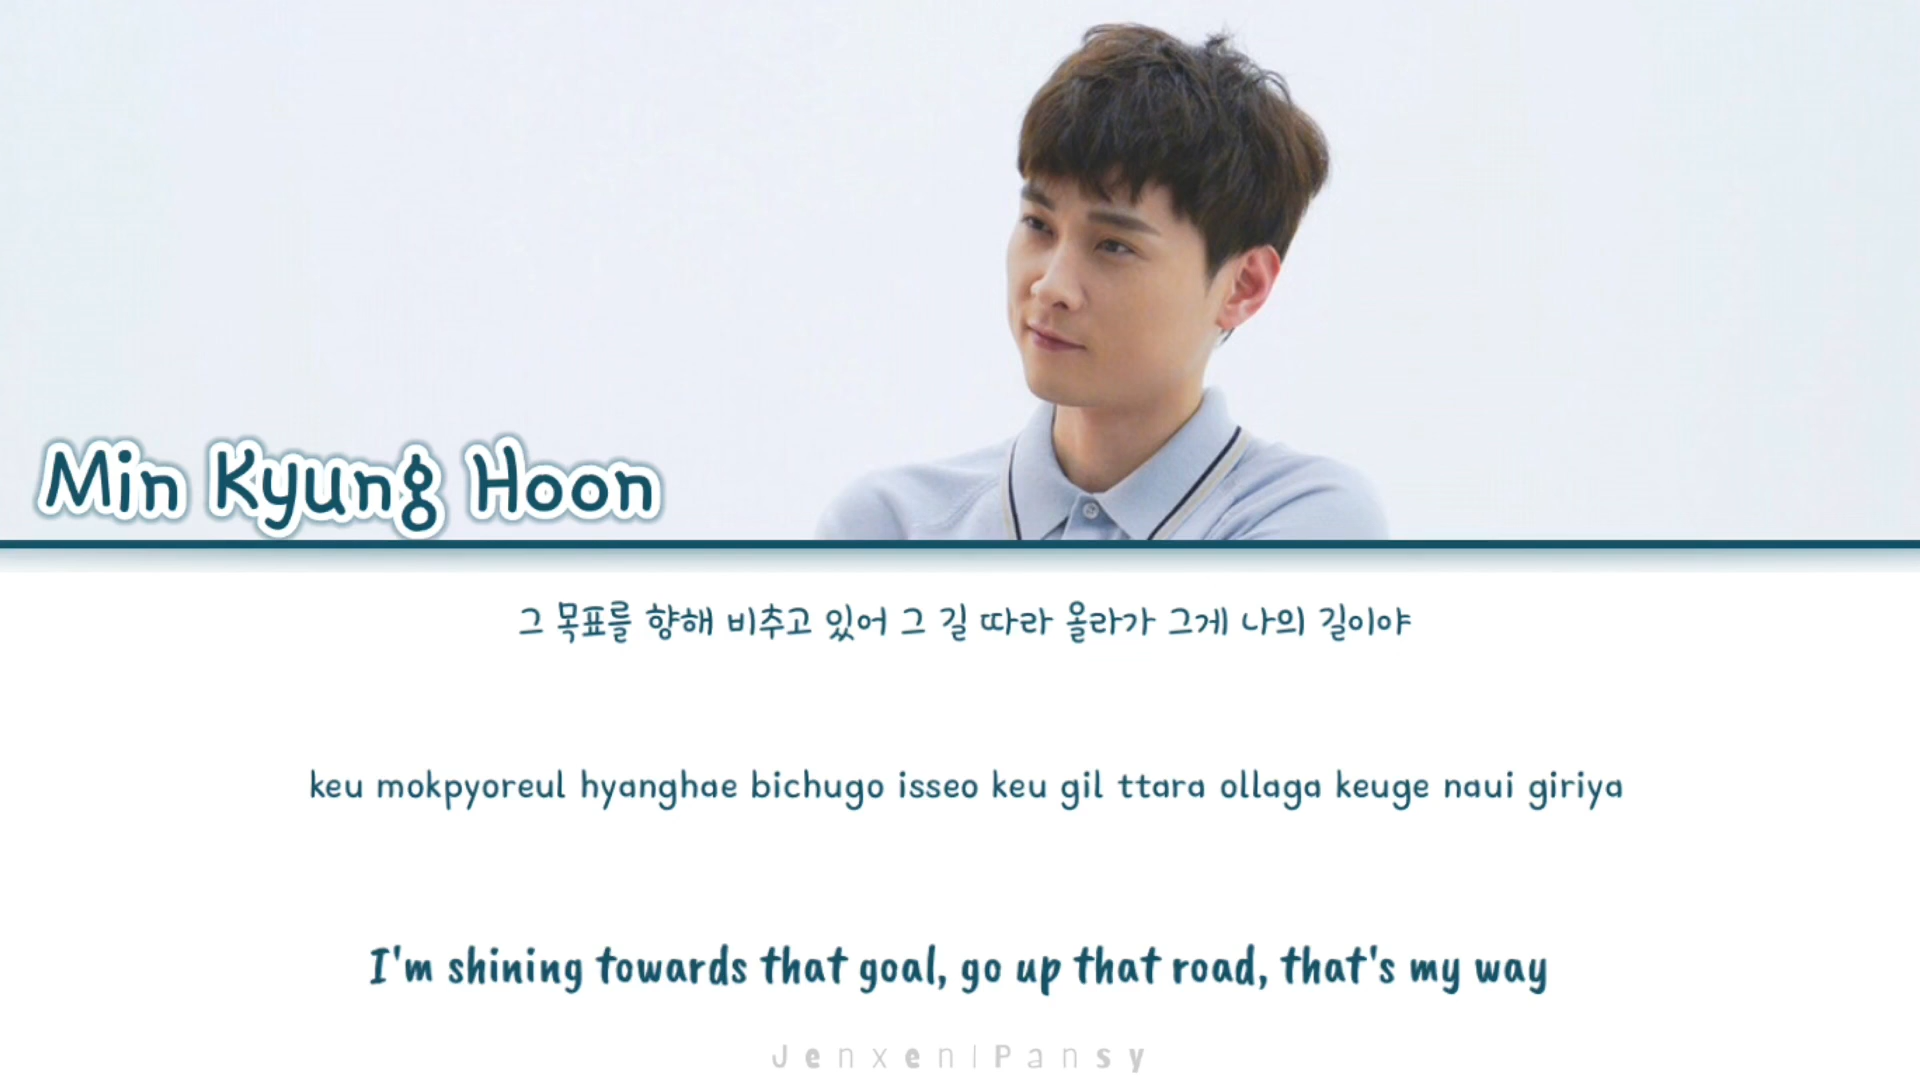 Min Kyung Hoon
그 목표를 향해 비추고 있어 그 길 따라 올라가 그게 나의 길이야
keu mokpyoreul hyanghae bichugo isseo keu gil ttara ollaga keuge naui giriya
I'm shining towards that goal, go up that road, that's my way
Jenxen|Pansy